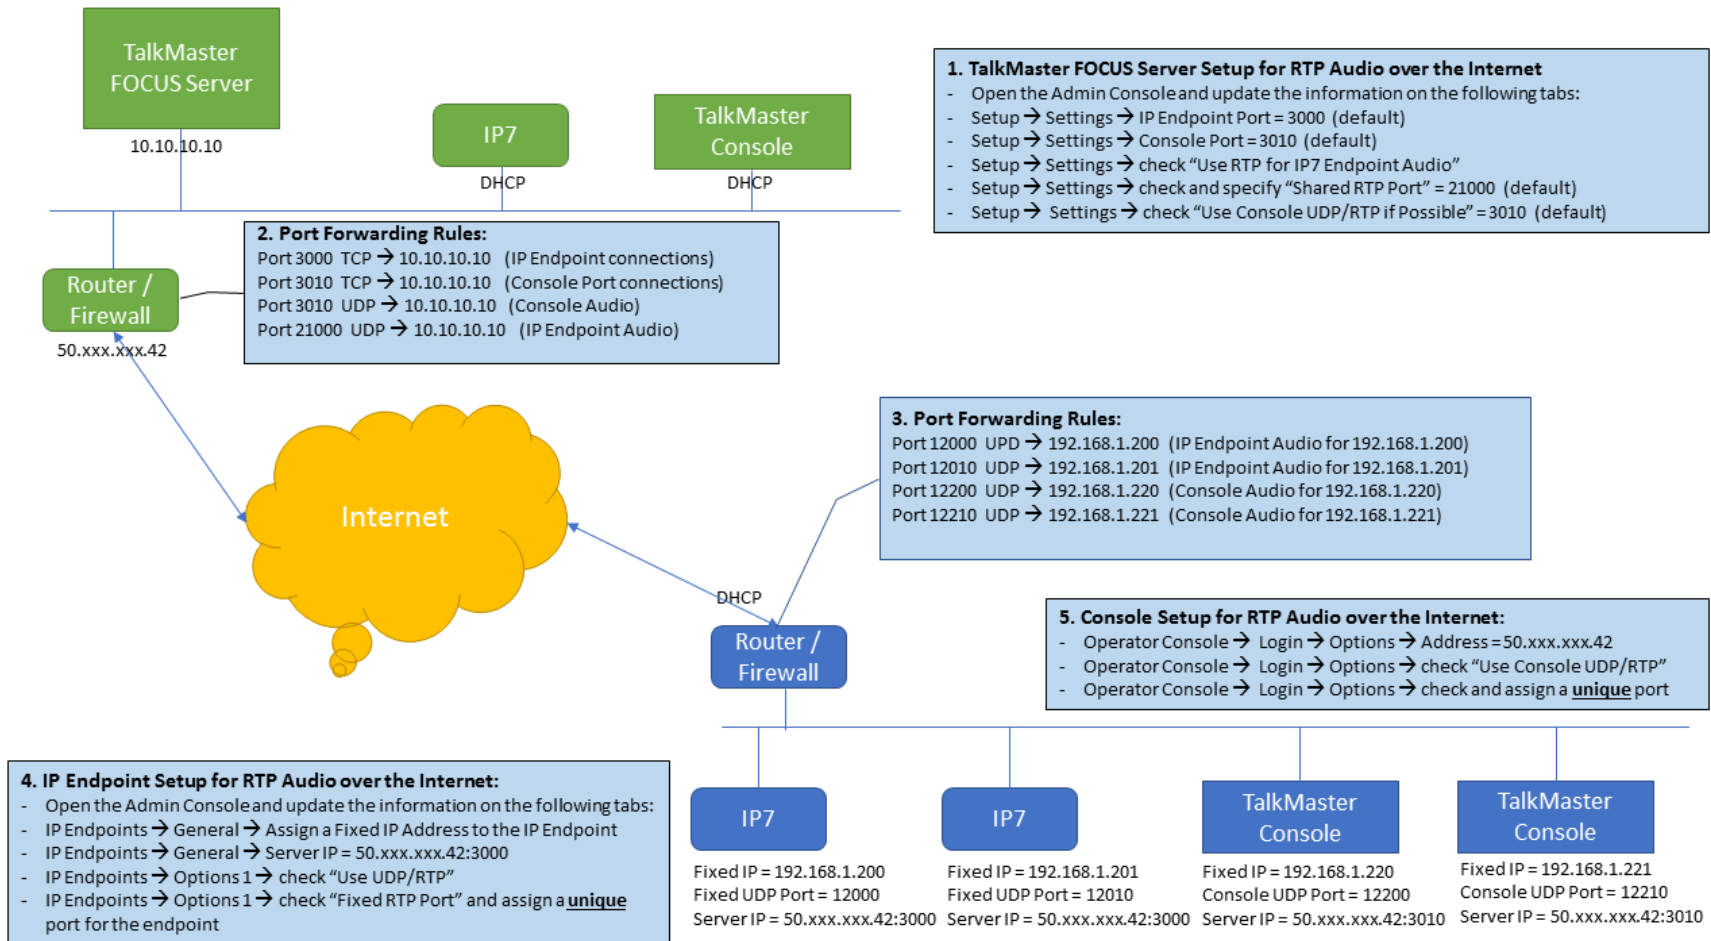 TalkMaster
FOCUS Server
10.10.10.10
IP7
DHCP
TalkMaster
Console
DHCP
1. TalkMaster FOCUS Server Setup for RTP Audio over the Internet
- Open the Admin Console and update the information on the following tabs:
- Setup → Settings → IP Endpoint Port = 3000 (default)
- Setup → Settings → Console Port = 3010 (default)
- Setup → Settings → check “Use RTP for IP7 Endpoint Audio”
- Setup → Settings → check and specify “Shared RTP Port” = 21000 (default)
- Setup → Settings → check “Use Console UDP/RTP if Possible” = 3010 (default)
2. Port Forwarding Rules:
Port 3000 TCP → 10.10.10.10 (IP Endpoint connections)
Port 3010 TCP → 10.10.10.10 (Console Port connections)
Port 3010 UDP → 10.10.10.10 (Console Audio)
Port 21000 UDP → 10.10.10.10 (IP Endpoint Audio)
Router /
Firewall
50.xxx.xxx.42
Internet
3. Port Forwarding Rules:
Port 12000 UPD → 192.168.1.200 (IP Endpoint Audio for 192.168.1.200)
Port 12010 UDP → 192.168.1.201 (IP Endpoint Audio for 192.168.1.201)
Port 12200 UDP → 192.168.1.220 (Console Audio for 192.168.1.220)
Port 12210 UDP → 192.168.1.221 (Console Audio for 192.168.1.221)
DHCP
Router /
Firewall
5. Console Setup for RTP Audio over the Internet:
- Operator Console → Login → Options → Address = 50.xxx.xxx.42
- Operator Console → Login → Options → check “Use Console UDP/RTP”
- Operator Console → Login → Options → check and assign a unique port
4. IP Endpoint Setup for RTP Audio over the Internet:
- Open the Admin Console and update the information on the following tabs:
- IP Endpoints → General → Assign a Fixed IP Address to the IP Endpoint
- IP Endpoints → General → Server IP = 50.xxx.xxx.42:3000
- IP Endpoints → Options 1 → check “Use UDP/RTP”
- IP Endpoints → Options 1 → check “Fixed RTP Port” and assign a unique
port for the endpoint
IP7
Fixed IP = 192.168.1.200
Fixed UDP Port = 12000
Server IP = 50.xxx.xxx.42:3000
IP7
Fixed IP = 192.168.1.201
Fixed UDP Port = 12010
Server IP = 50.xxx.xxx.42:3000
TalkMaster
Console
Fixed IP = 192.168.1.220
Console UDP Port = 12200
Server IP = 50.xxx.xxx.42:3010
TalkMaster
Console
Fixed IP = 192.168.1.221
Console UDP Port = 12210
Server IP = 50.xxx.xxx.42:3010